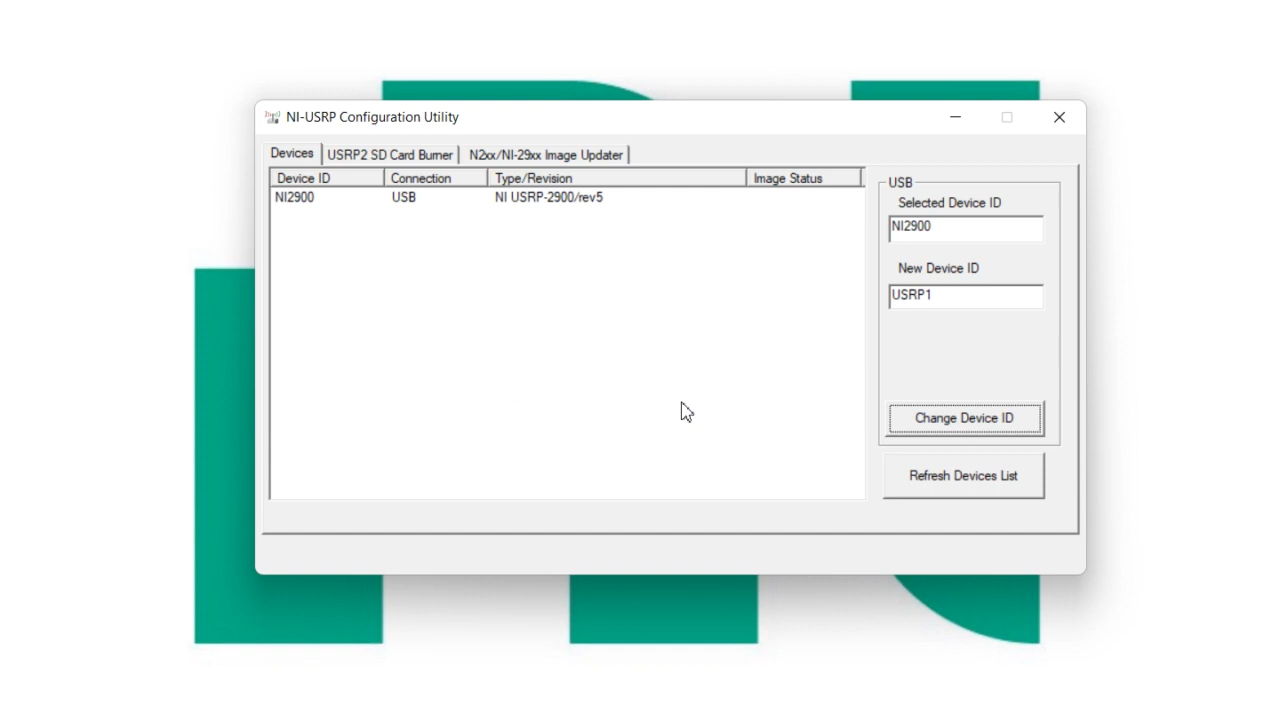 NI-USRP Configuration Utility
Devices USRP2 SD Card Burner N2xx/NI-29xx Image Updater
Device ID Connection Type/Revision Image Status
NI2900 USB NI USRP-2900/rev5
USB
Selected Device ID
NI2900
New Device ID
USRP1
Change Device ID
Refresh Devices List